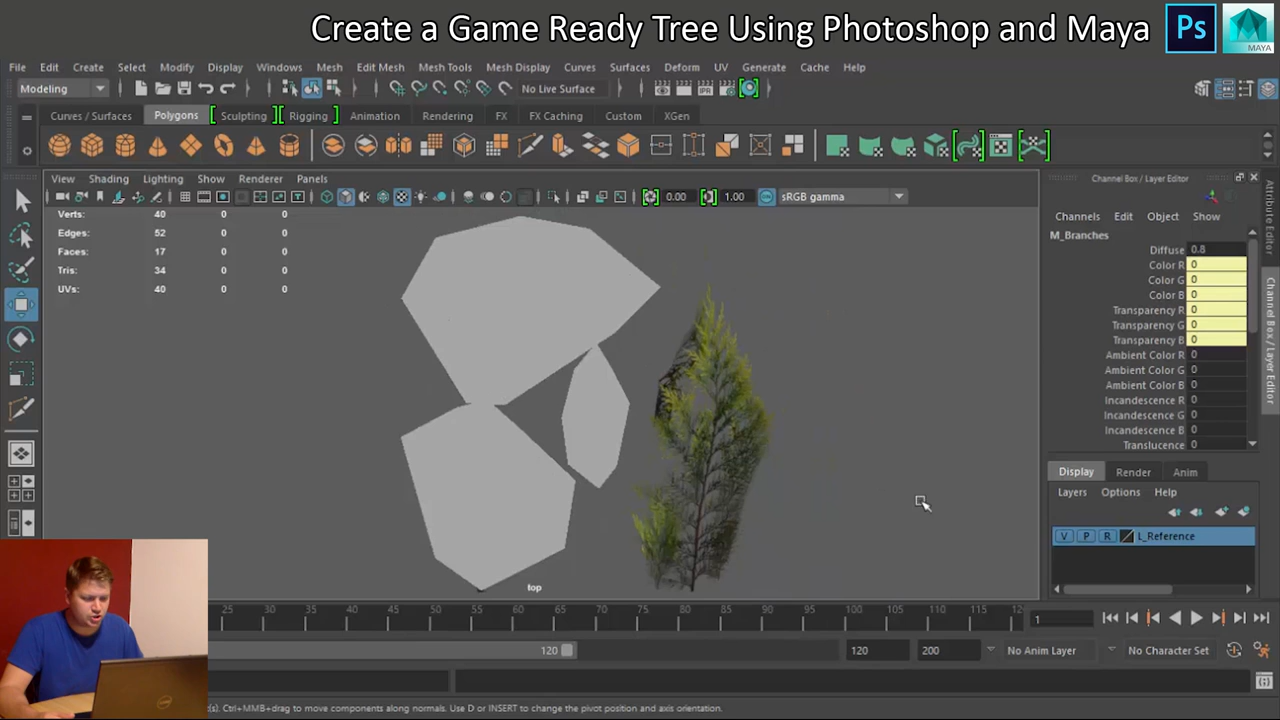 Create a Game Ready Tree Using Photoshop and Maya Ps MAYA
File Edit Create Select Modify Display Windows Mesh Edit Mesh Mesh Tools Mesh Display Curves Surfaces Deform UV Generate Cache Help
Modeling No Live Surface
Curves / Surfaces Polygons Sculpting Rigging Animation Rendering FX FX Caching Custom XGen
View Shading Lighting Show Renderer Panels
0.00 1.00 sRGB gamma
Verts: 40 0 0
Edges: 52 0 0
Faces: 17 0 0
Tris: 34 0 0
UVs: 40 0 0
top
Channel Box / Layer Editor
Channels Edit Object Show
M_Branches
Diffuse 0.8
Color R 0
Color G 0
Color B 0
Transparency R 0
Transparency G 0
Transparency B 0
Ambient Color R 0
Ambient Color G 0
Ambient Color B 0
Incandescence R 0
Incandescence G 0
Incandescence B 0
Translucence 0
Attribute Editor
Channel Box / Layer Editor
Display Render Anim
Layers Options Help
V P R L_Reference
25 30 35 40 45 50 55 60 65 70 75 80 85 90 95 100 105 110 115 12
1
120 120 200 No Anim Layer No Character Set
Ctrl+MMB+drag to move components along normals. Use D or INSERT to change the pivot position and axis orientation.